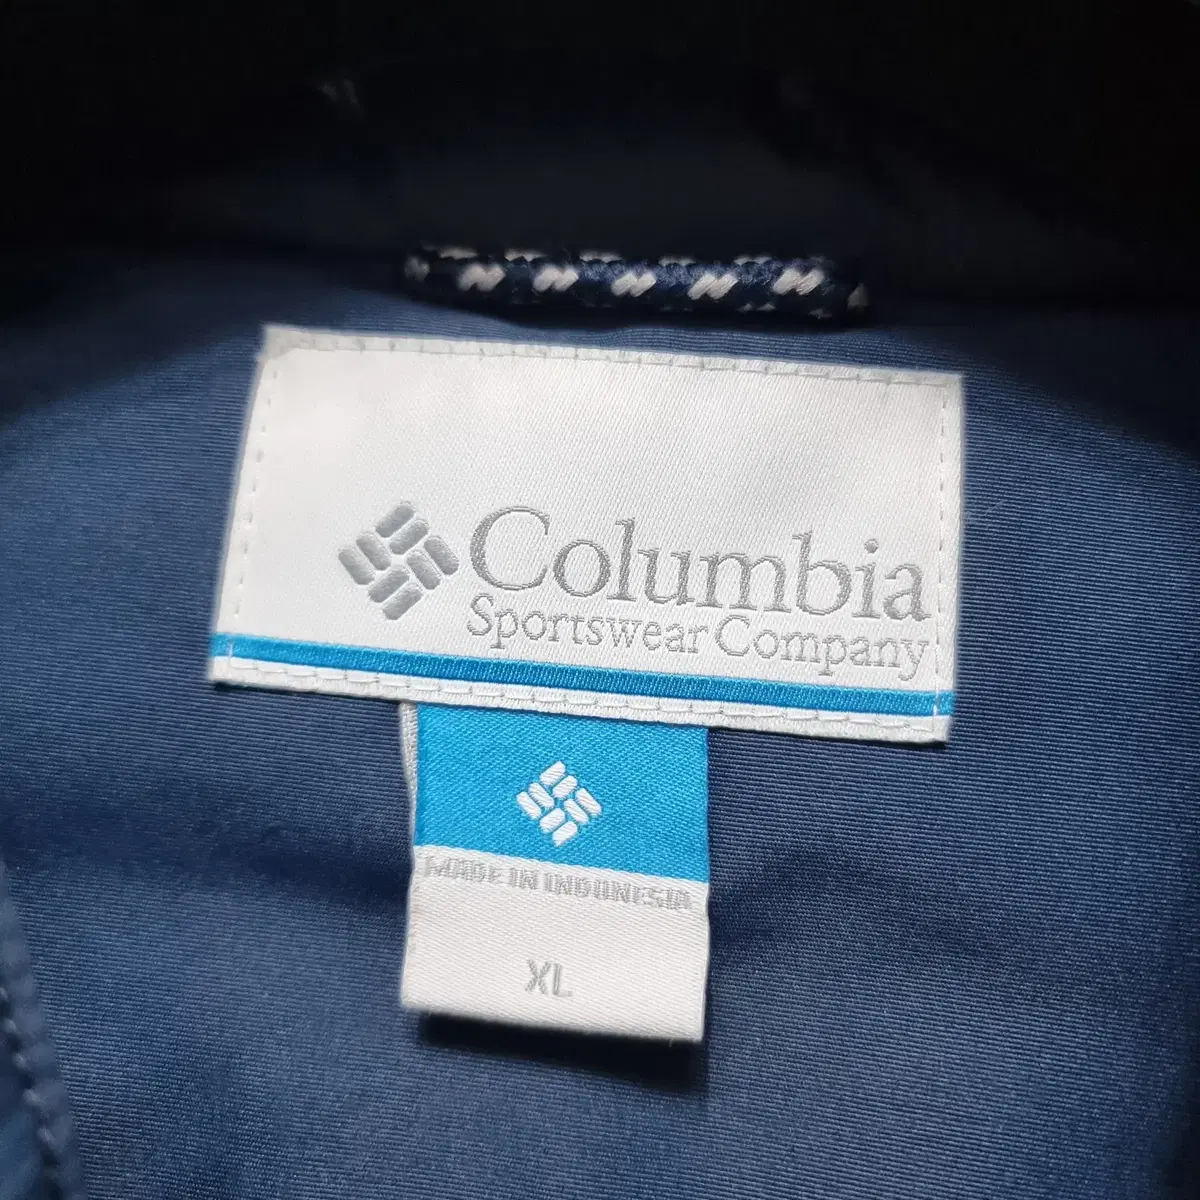 Columbia
Sportswear Company
MADE IN INDONESIA
XL